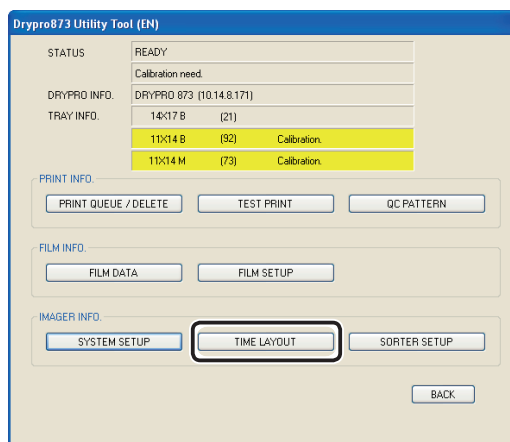 Drypro873 Utility Tool (EN)
STATUS READY
Calibration need.
DRYPRO INFO. DRYPRO 873 (10.14.8.171)
TRAY INFO. 14X17 B (21)
11X14 B (92) Calibration.
11X14 M (73) Calibration.
PRINT INFO.
PRINT QUEUE / DELETE TEST PRINT QC PATTERN
FILM INFO.
FILM DATA FILM SETUP
IMAGER INFO.
SYSTEM SETUP TIME LAYOUT SORTER SETUP
BACK